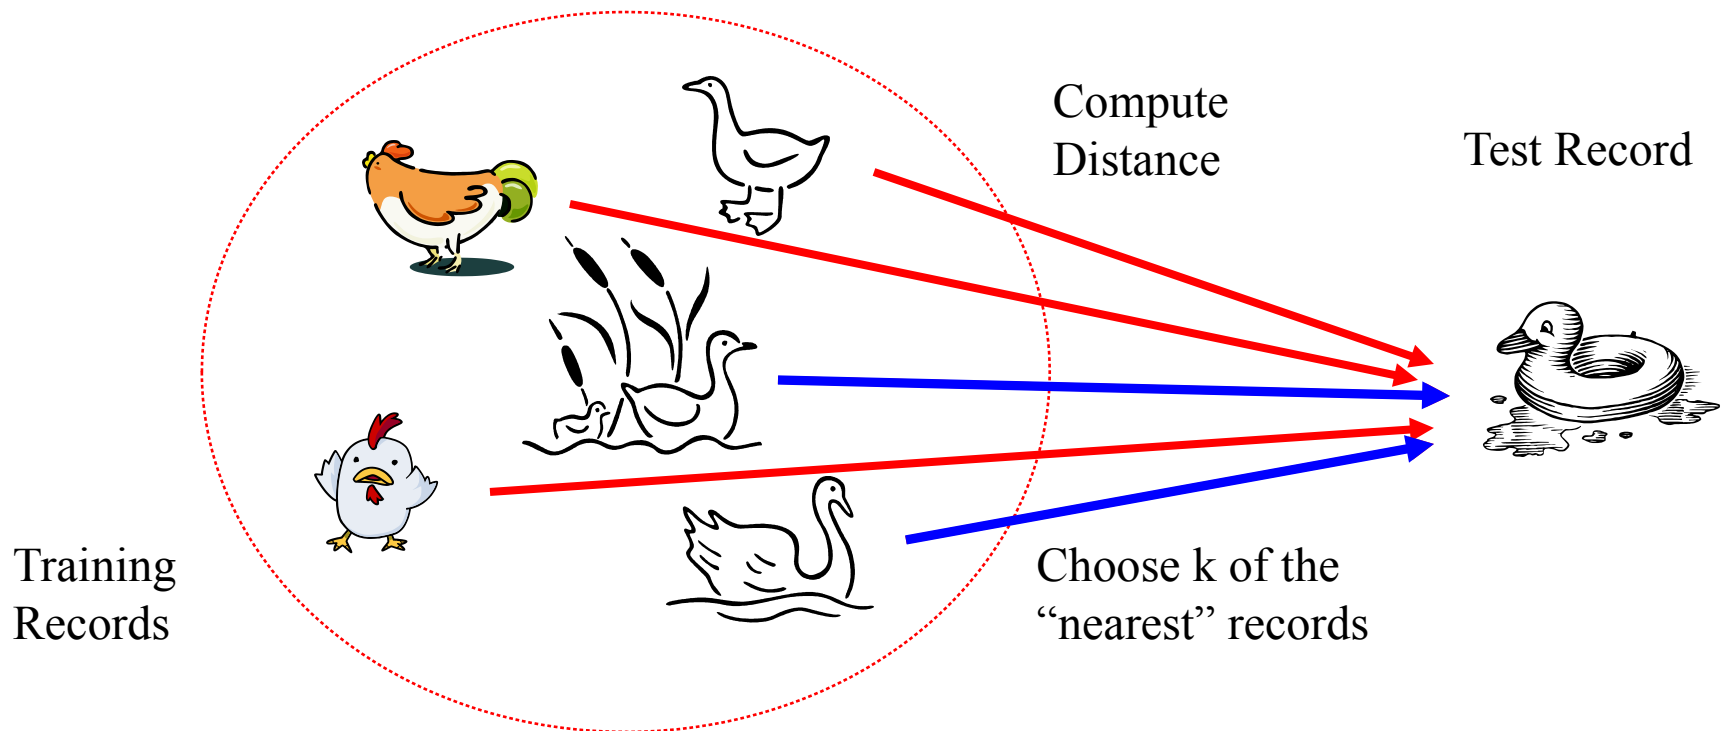 Compute
Distance
Test Record
Training
Records
Choose k of the
“nearest” records